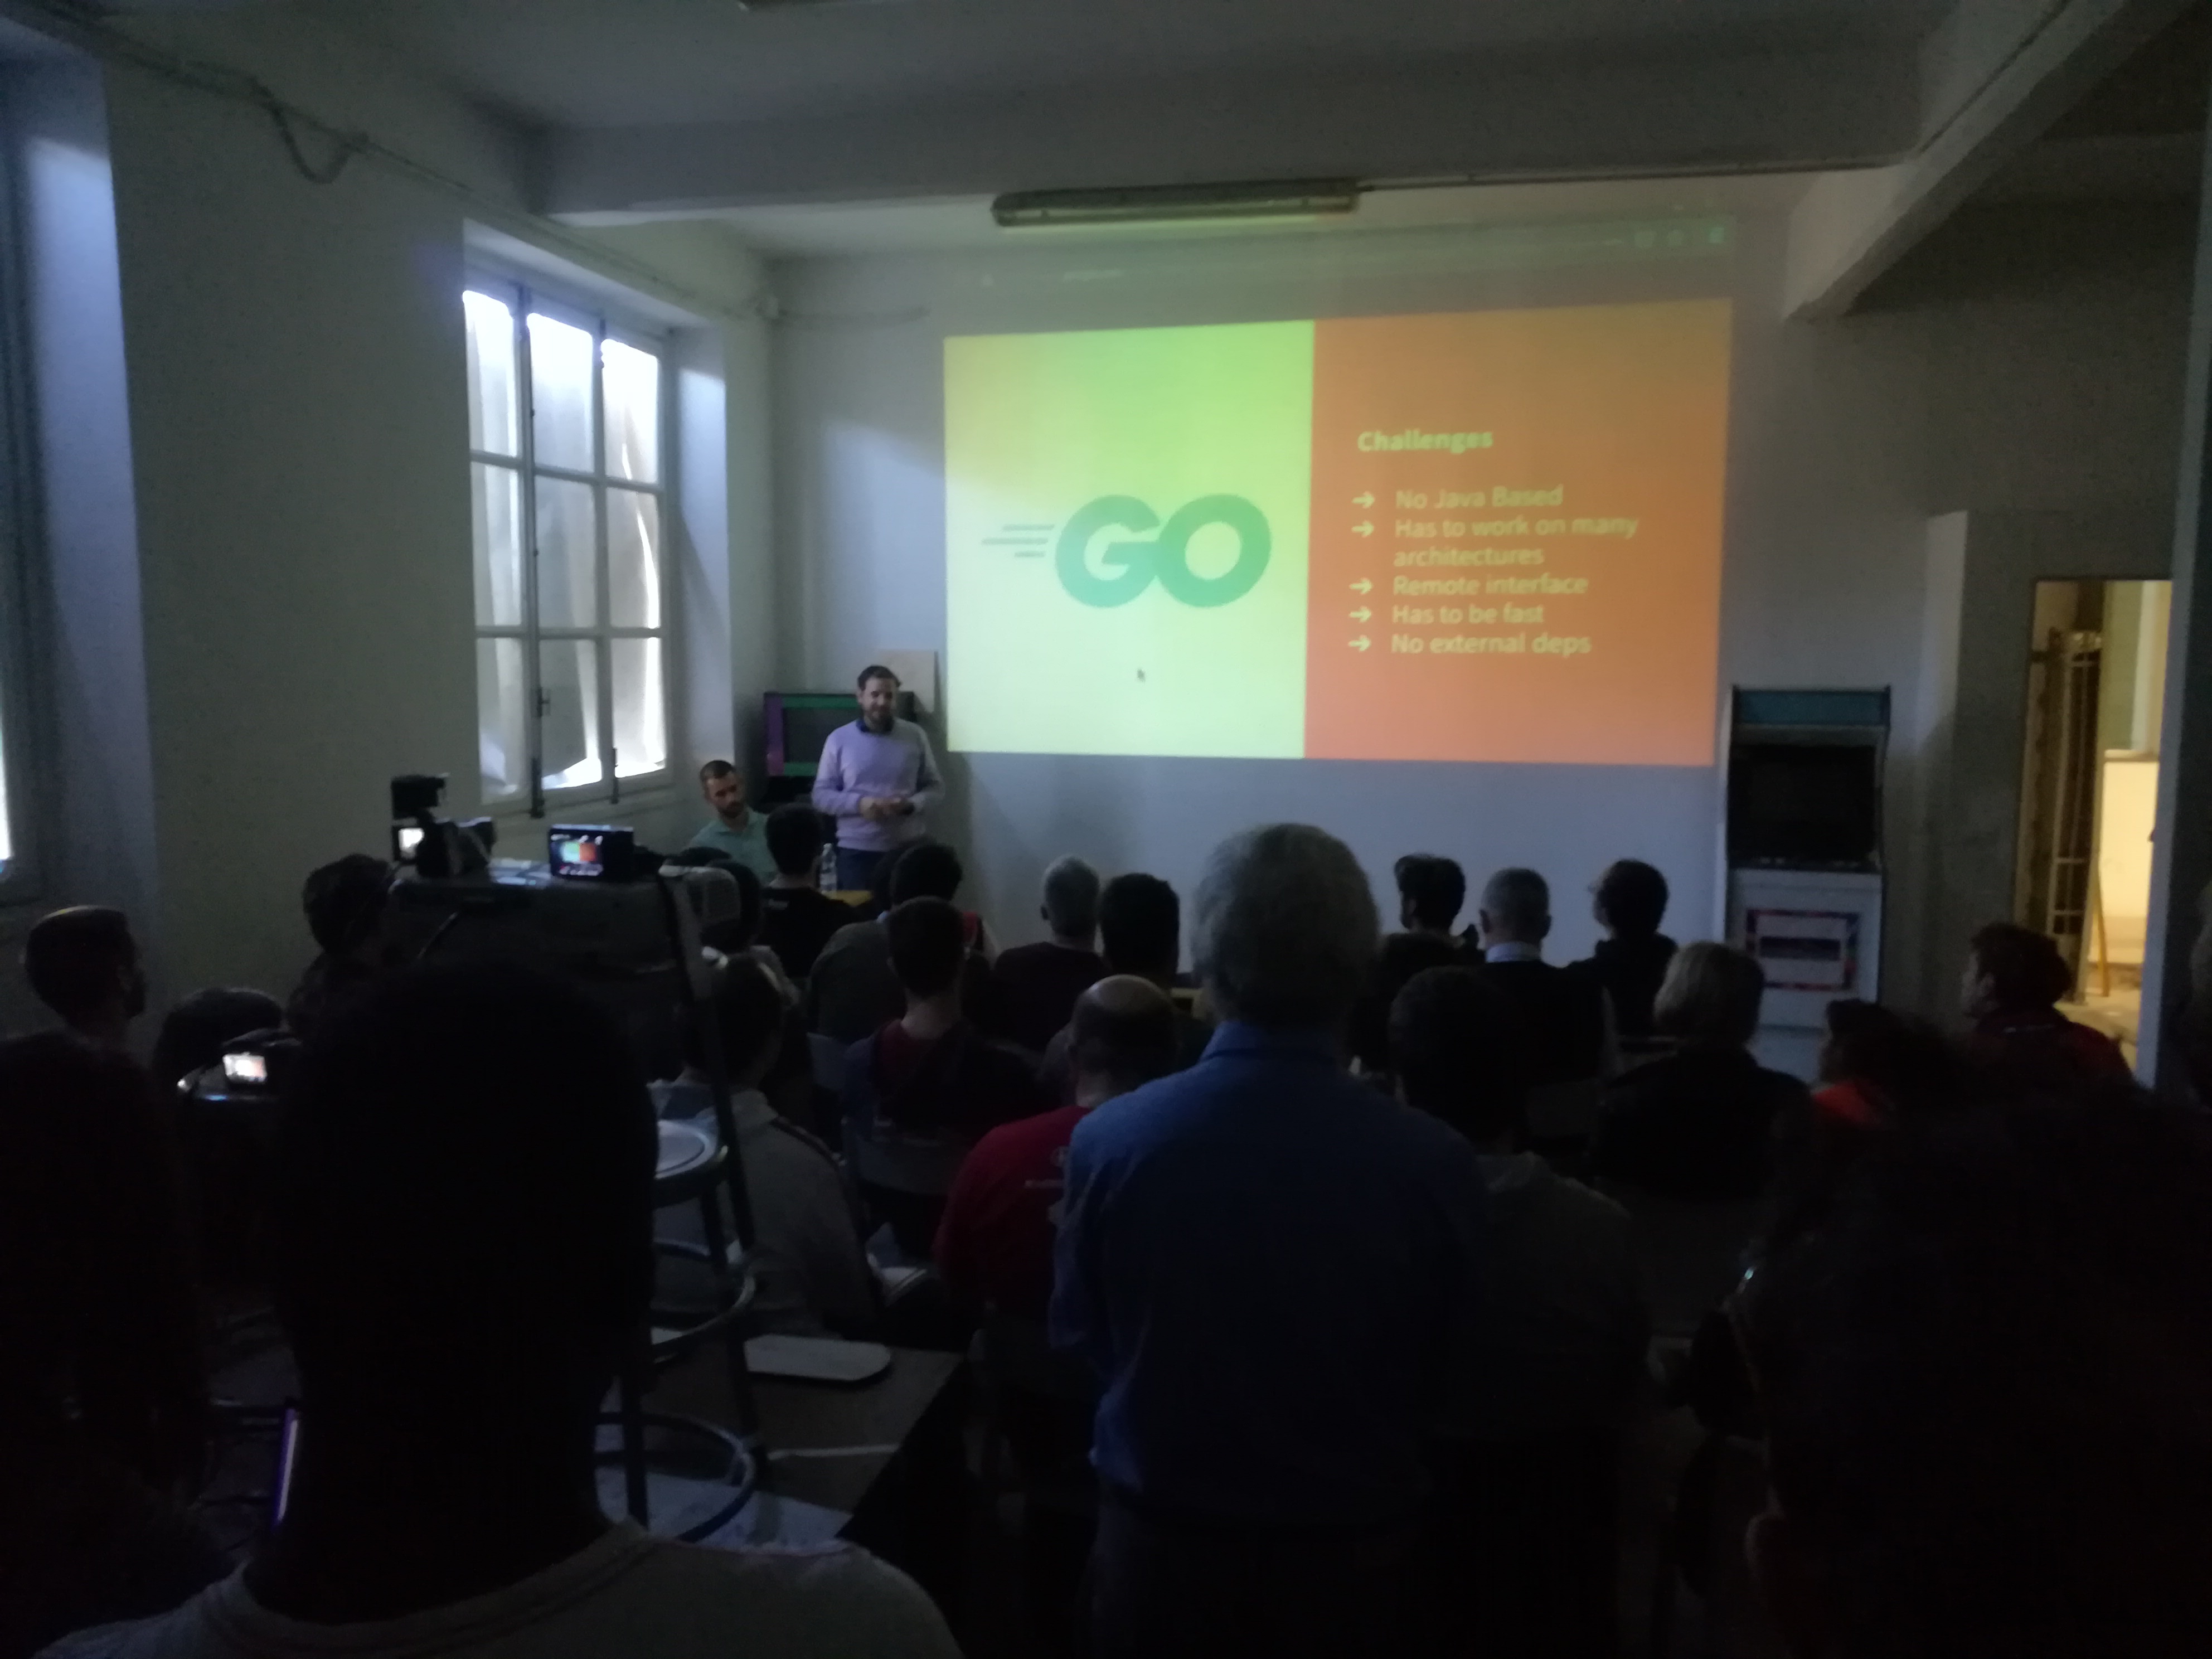 GO
Challenges
➔ No Java Based
➔ Has to work on many
architectures
➔ Remote interface
➔ Has to be fast
➔ No external deps